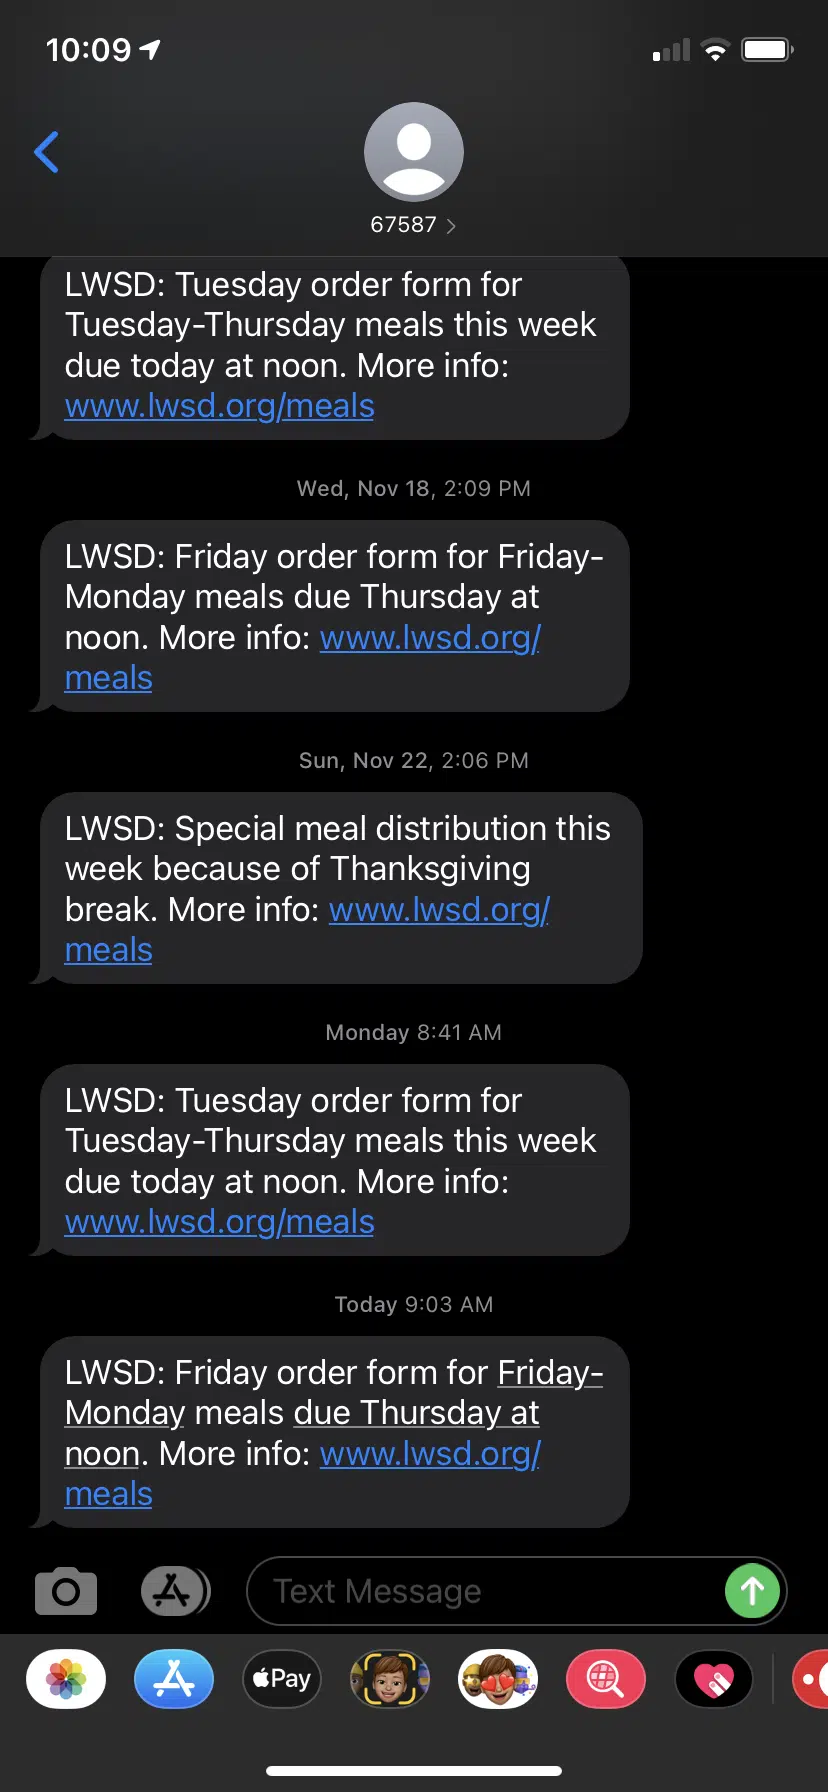 10:09
67587
LWSD: Tuesday order form for
Tuesday-Thursday meals this week
due today at noon. More info:
www.lwsd.org/meals
Wed, Nov 18, 2:09 PM
LWSD: Friday order form for Friday-
Monday meals due Thursday at
noon. More info: www.lwsd.org/
meals
Sun, Nov 22, 2:06 PM
LWSD: Special meal distribution this
week because of Thanksgiving
break. More info: www.lwsd.org/
meals
Monday 8:41 AM
LWSD: Tuesday order form for
Tuesday-Thursday meals this week
due today at noon. More info:
www.lwsd.org/meals
Today 9:03 AM
LWSD: Friday order form for Friday-
Monday meals due Thursday at
noon. More info: www.lwsd.org/
meals
Text Message
Pay